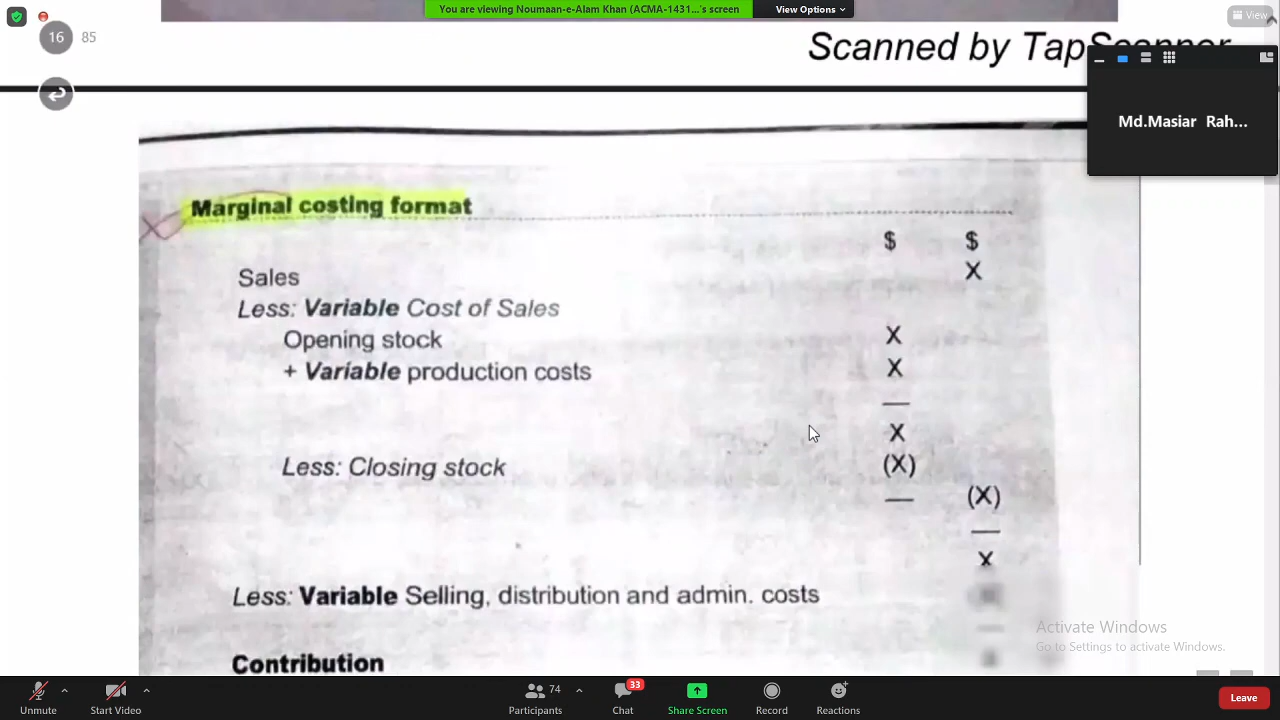 You are viewing Noumaan-e-Alam Khan (ACMA-1431...'s screen
View Options
View
16 85
Scanned by TapScanner
Md.Masiar Rah...
Marginal costing format
$ $
Sales X
Less: Variable Cost of Sales
Opening stock X
+ Variable production costs X
X
Less: Closing stock (X)
(X)
X
Less: Variable Selling, distribution and admin. costs
Contribution
Activate Windows
Go to Settings to activate Windows.
Unmute
Start Video
74
Participants
33
Chat
Share Screen
Record
Reactions
Leave